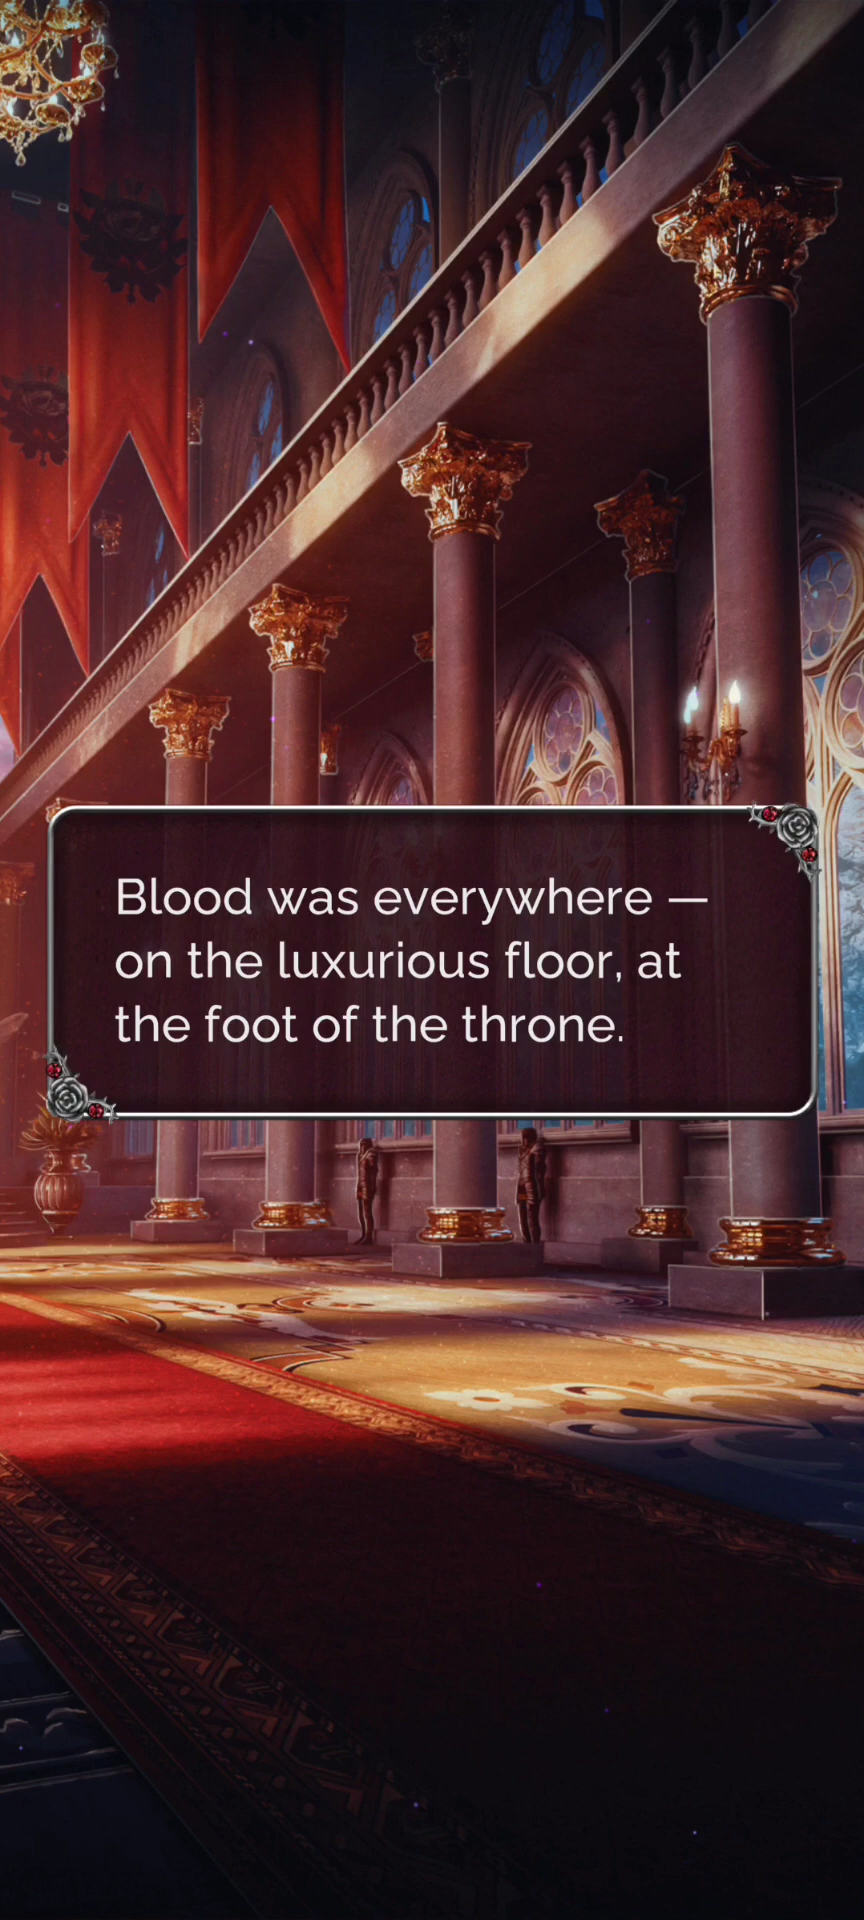 Blood was everywhere —
on the luxurious floor, at
the foot of the throne.